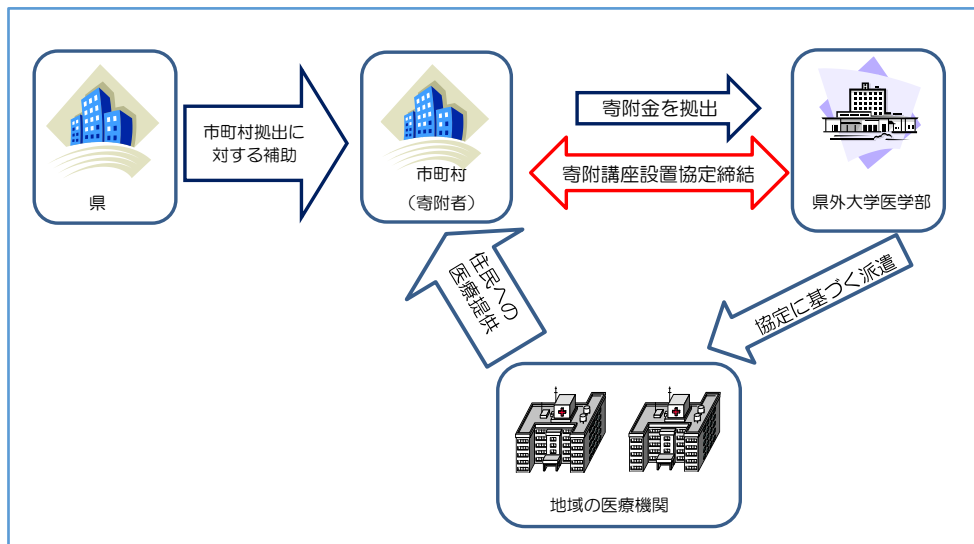 県
市町村拠出に
対する補助
市町村
（寄附者）
寄附金を拠出
寄附講座設置協定締結
県外大学医学部
協定に基づく派遣
住民への
医療提供
地域の医療機関